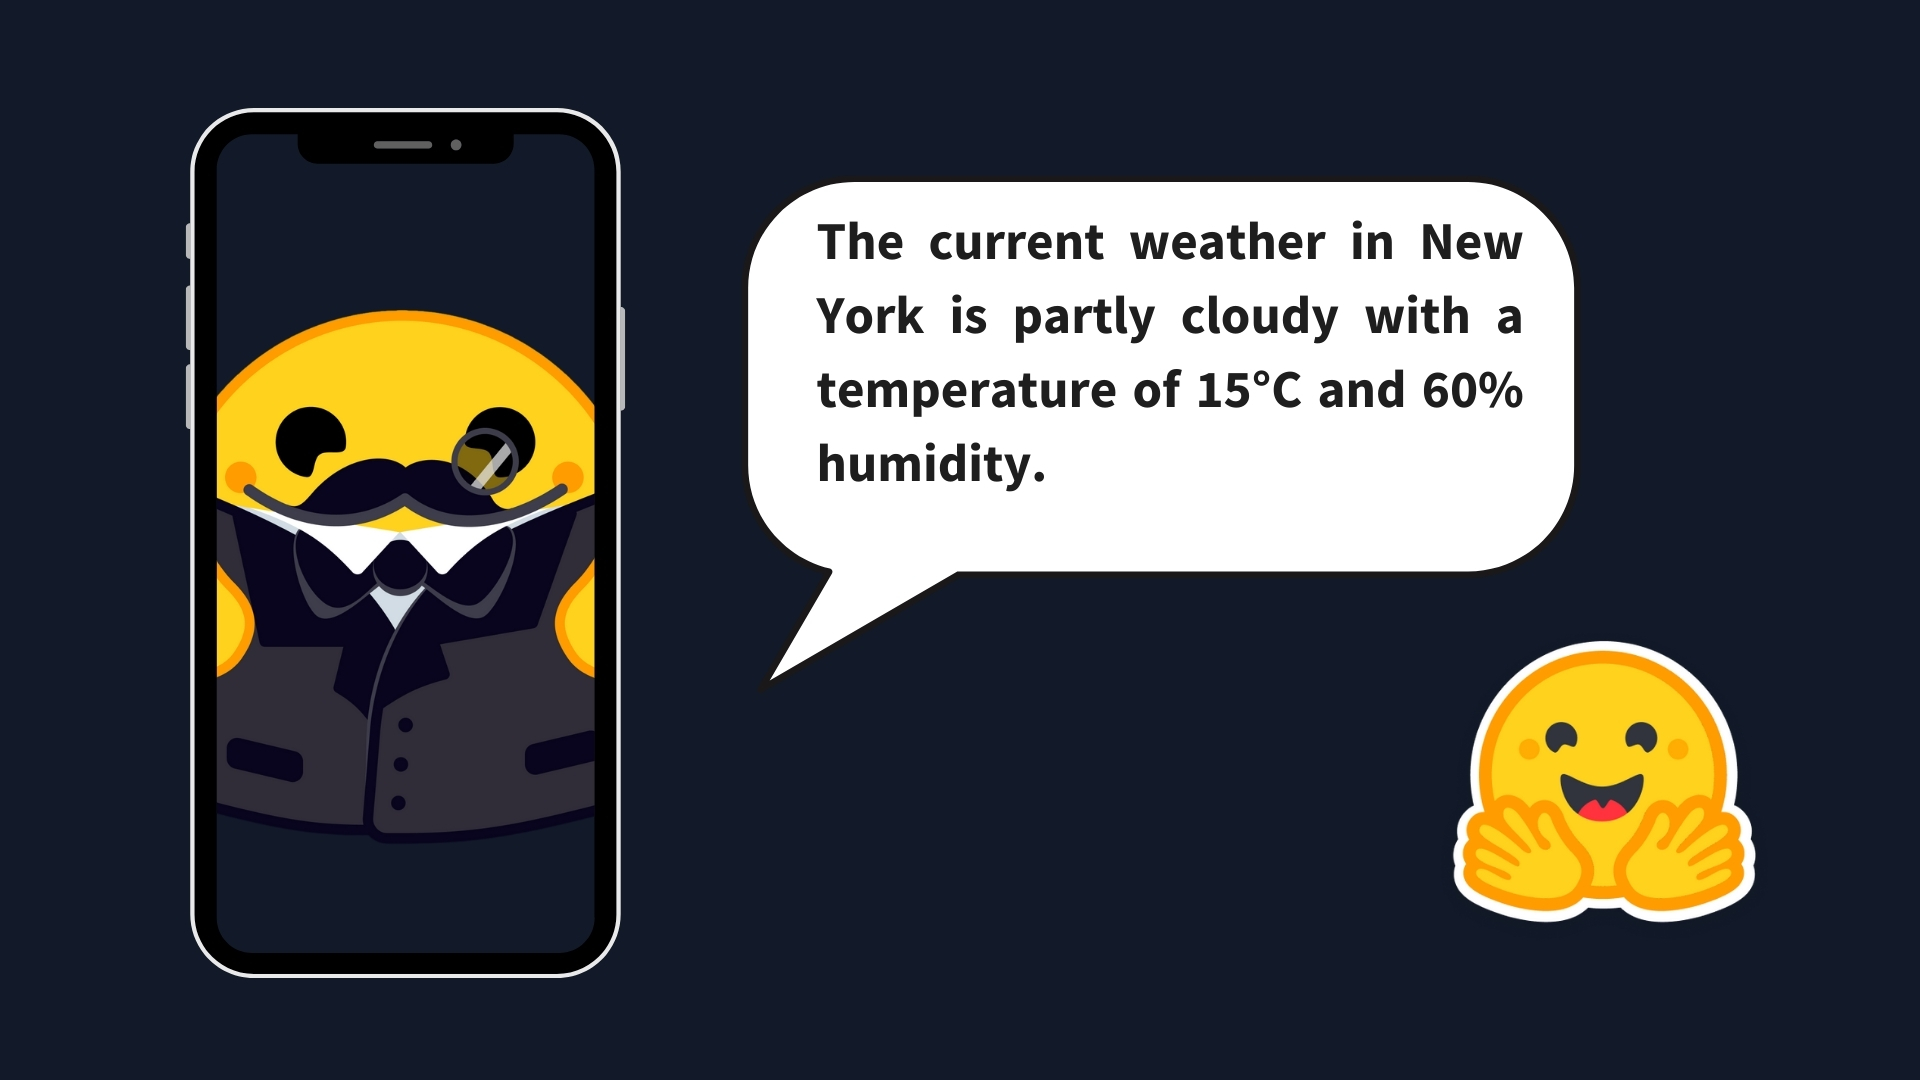 The current weather in New
York is partly cloudy with a
temperature of 15°C and 60%
humidity.